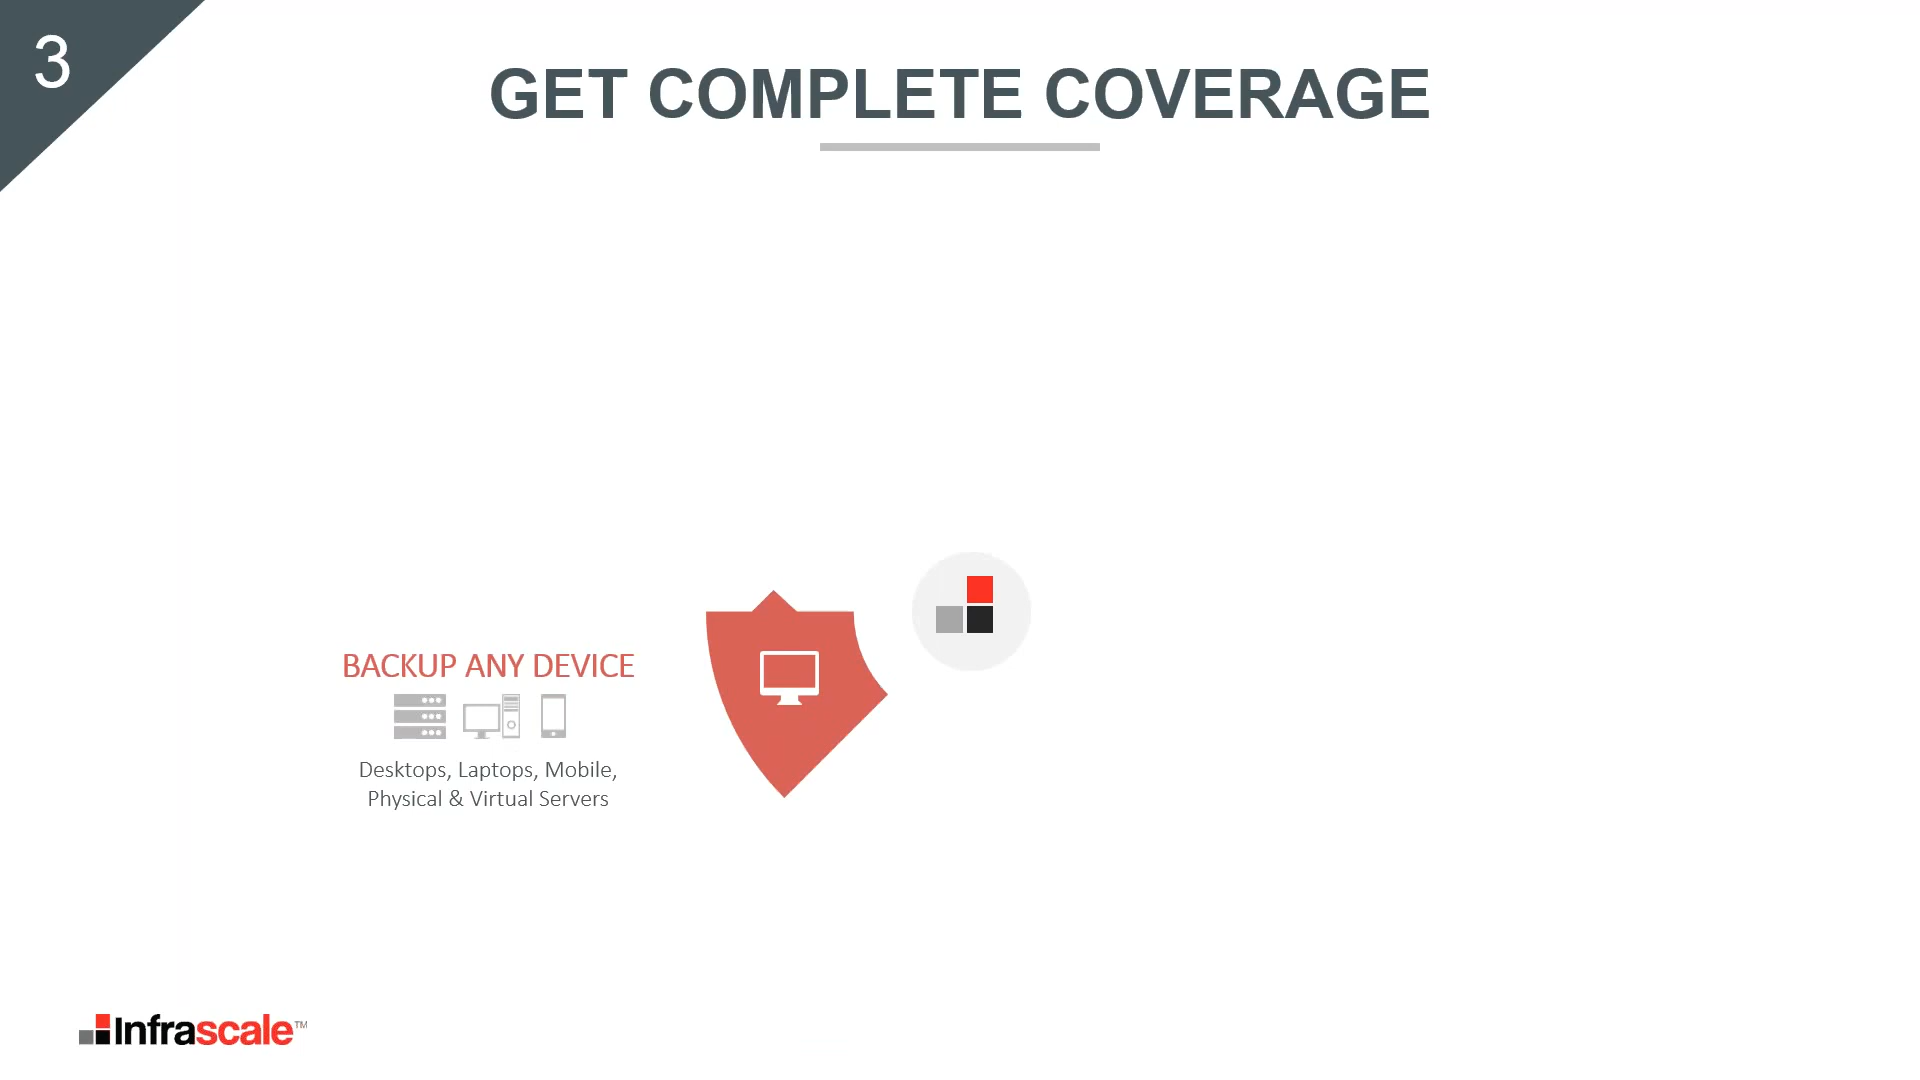 3
GET COMPLETE COVERAGE
BACKUP ANY DEVICE
Desktops, Laptops, Mobile,
Physical & Virtual Servers
Infrascale™